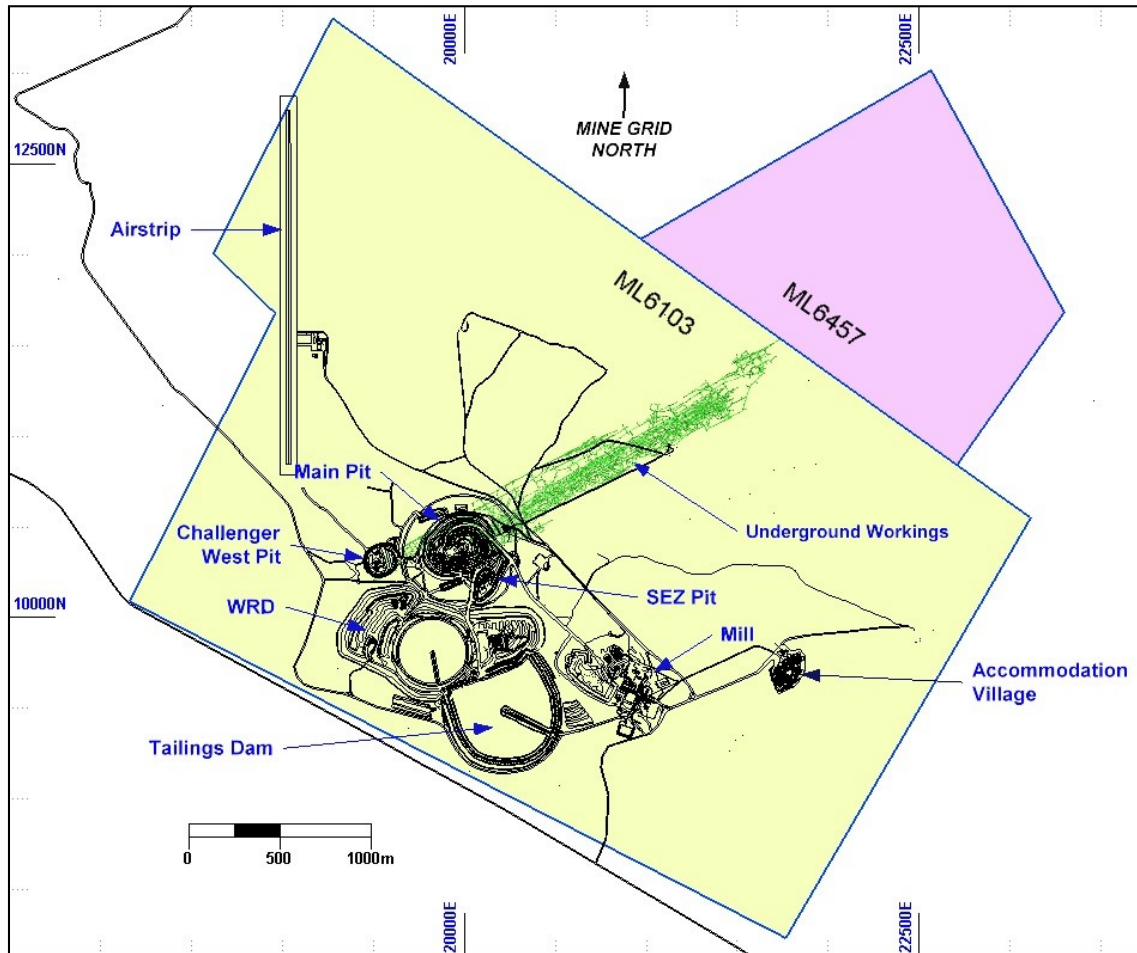 20000E
22500E
MINE GRID
NORTH
12500N
Airstrip
ML6103
ML6457
Main Pit
Challenger
West Pit
Underground Workings
10000N
WRD
SEZ Pit
Mill
Accommodation
Village
Tailings Dam
0 500 1000m
20000E
22500E